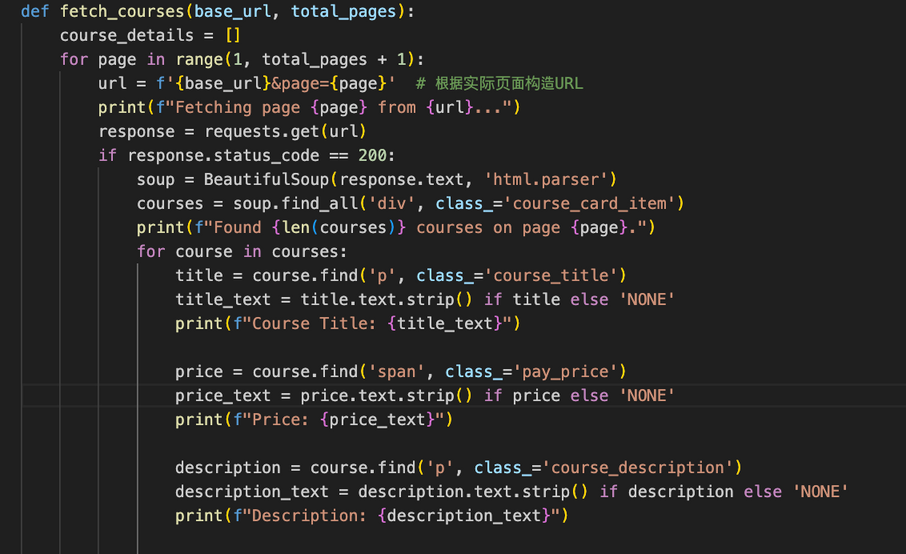 def fetch_courses(base_url, total_pages):
    course_details = []
    for page in range(1, total_pages + 1):
        url = f'{base_url}&page={page}'  # 根据实际页面构造URL
        print(f"Fetching page {page} from {url}...")
        response = requests.get(url)
        if response.status_code == 200:
            soup = BeautifulSoup(response.text, 'html.parser')
            courses = soup.find_all('div', class_='course_card_item')
            print(f"Found {len(courses)} courses on page {page}.")
            for course in courses:
                title = course.find('p', class_='course_title')
                title_text = title.text.strip() if title else 'NONE'
                print(f"Course Title: {title_text}")

                price = course.find('span', class_='pay_price')
                price_text = price.text.strip() if price else 'NONE'
                print(f"Price: {price_text}")

                description = course.find('p', class_='course_description')
                description_text = description.text.strip() if description else 'NONE'
                print(f"Description: {description_text}")